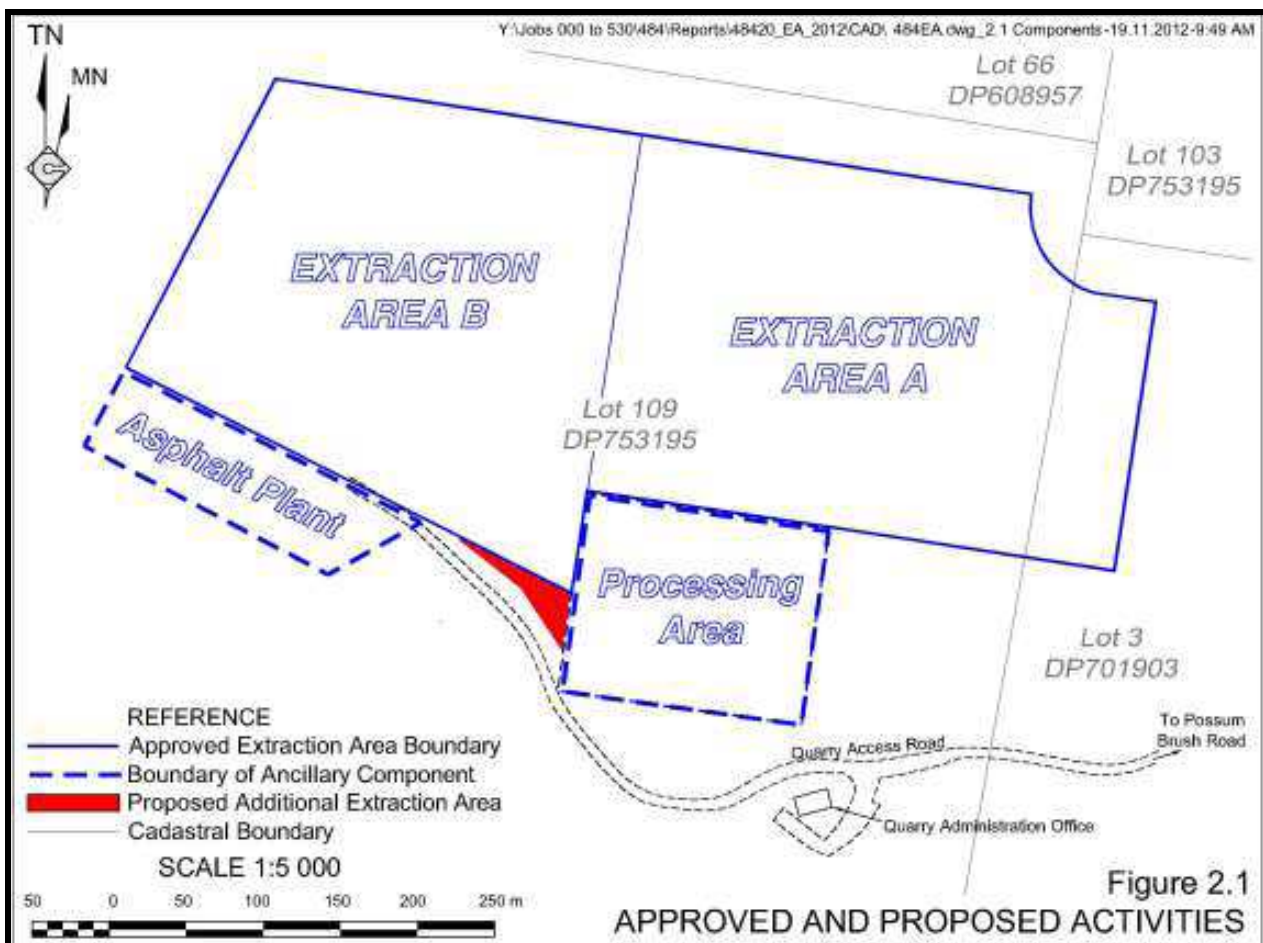 Y:\Jobs 000 to 530\484\Reports\48420_EA_2012\CAD\ 484EA.dwg_2.1 Components-19.11.2012-9:49 AM
TN
MN
Lot 66
DP608957
Lot 103
DP753195
EXTRACTION
AREA B
EXTRACTION
AREA A
Lot 109
DP753195
Asphalt Plant
Processing
Area
Lot 3
DP701903
To Possum
Brush Road
Quarry Access Road
Quarry Administration Office
REFERENCE
Approved Extraction Area Boundary
Boundary of Ancillary Component
Proposed Additional Extraction Area
Cadastral Boundary
SCALE 1:5 000
50 0 50 100 150 200 250 m
Figure 2.1
APPROVED AND PROPOSED ACTIVITIES